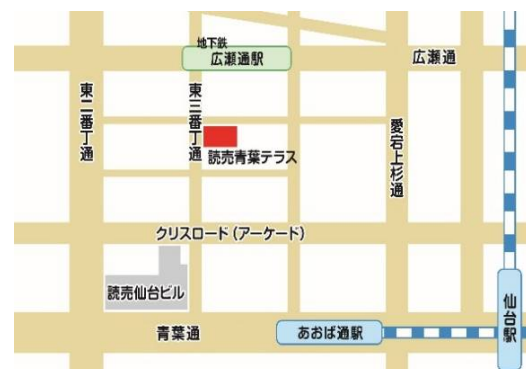 地下鉄
広瀬通駅
広瀬通
東二番丁通
東三番丁通
愛宕上杉通
読売青葉テラス
クリスロード（アーケード）
読売仙台ビル
仙台駅
青葉通
あおば通駅